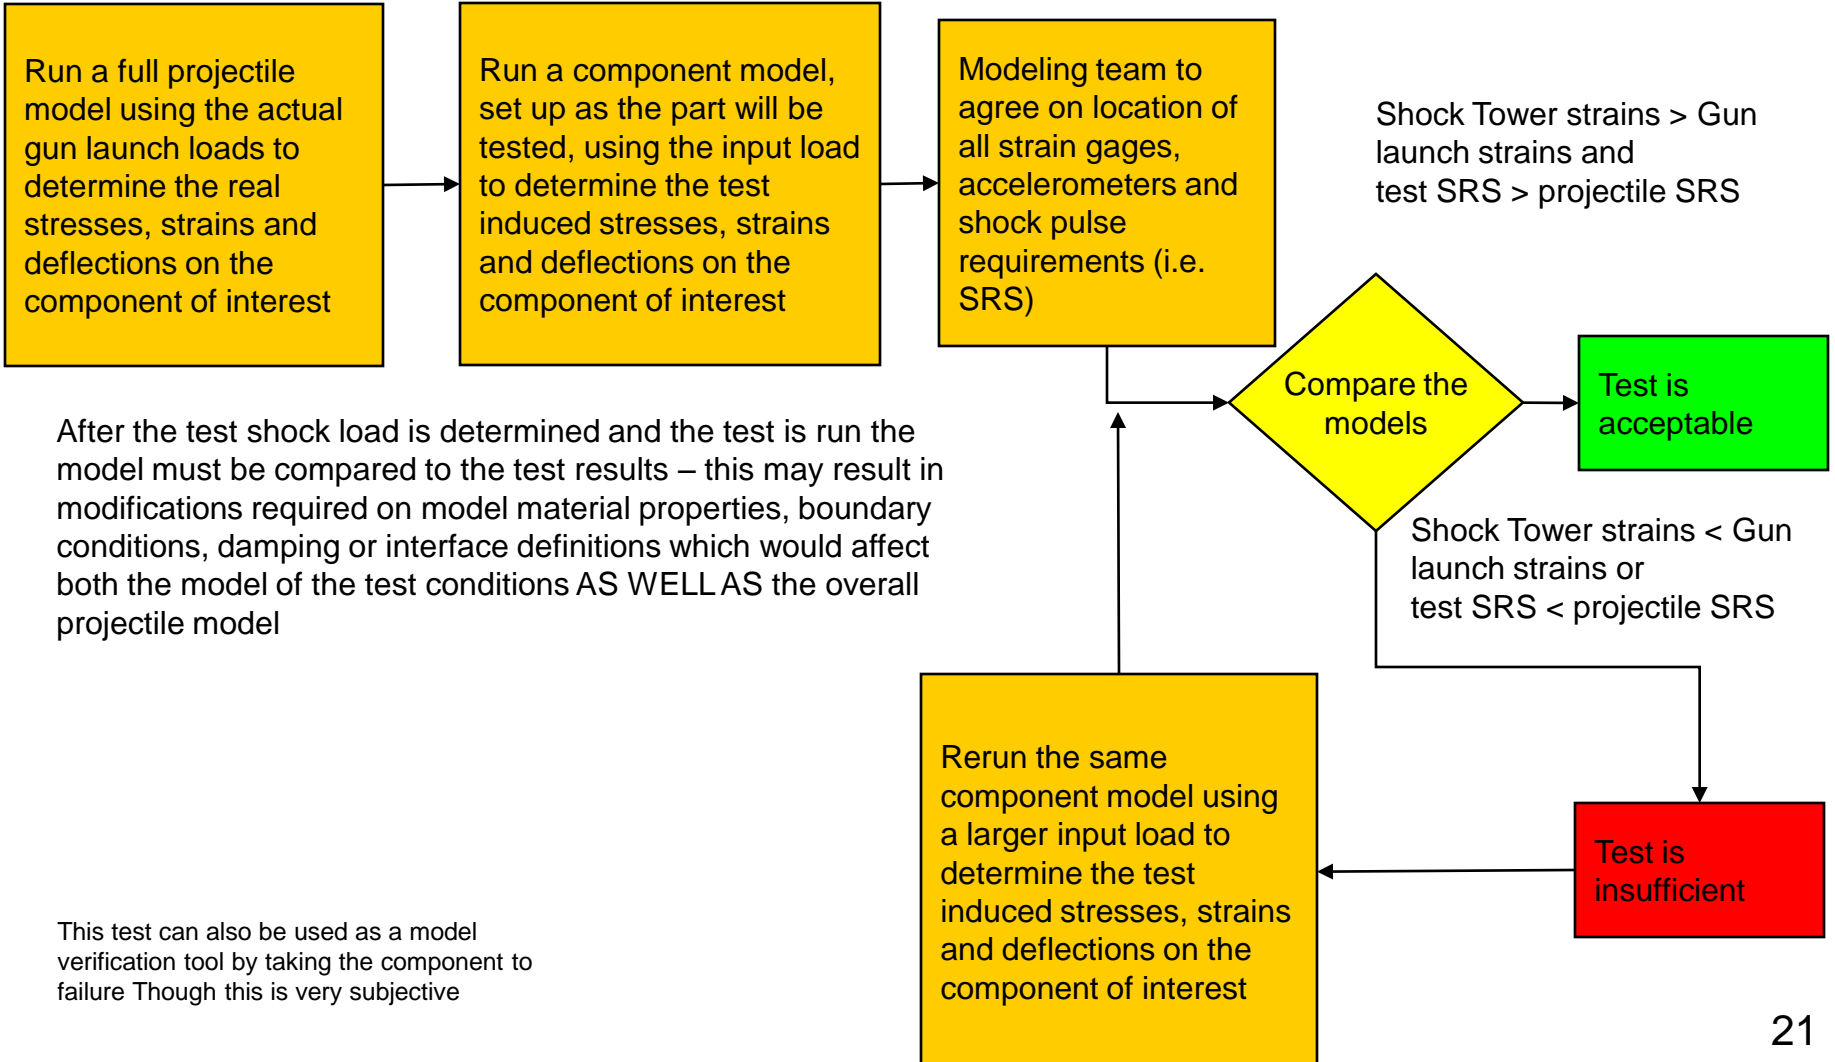 Run a full projectile
model using the actual
gun launch loads to
determine the real
stresses, strains and
deflections on the
component of interest
Run a component model,
set up as the part will be
tested, using the input load
to determine the test
induced stresses, strains
and deflections on the
component of interest
Modeling team to
agree on location of
all strain gages,
accelerometers and
shock pulse
requirements (i.e.
SRS)
Shock Tower strains > Gun
launch strains and
test SRS > projectile SRS
Compare the
models
Test is
acceptable
After the test shock load is determined and the test is run the
model must be compared to the test results – this may result in
modifications required on model material properties, boundary
conditions, damping or interface definitions which would affect
both the model of the test conditions AS WELL AS the overall
projectile model
Shock Tower strains < Gun
launch strains or
test SRS < projectile SRS
Rerun the same
component model using
a larger input load to
determine the test
induced stresses, strains
and deflections on the
component of interest
Test is
insufficient
This test can also be used as a model
verification tool by taking the component to
failure Though this is very subjective
21